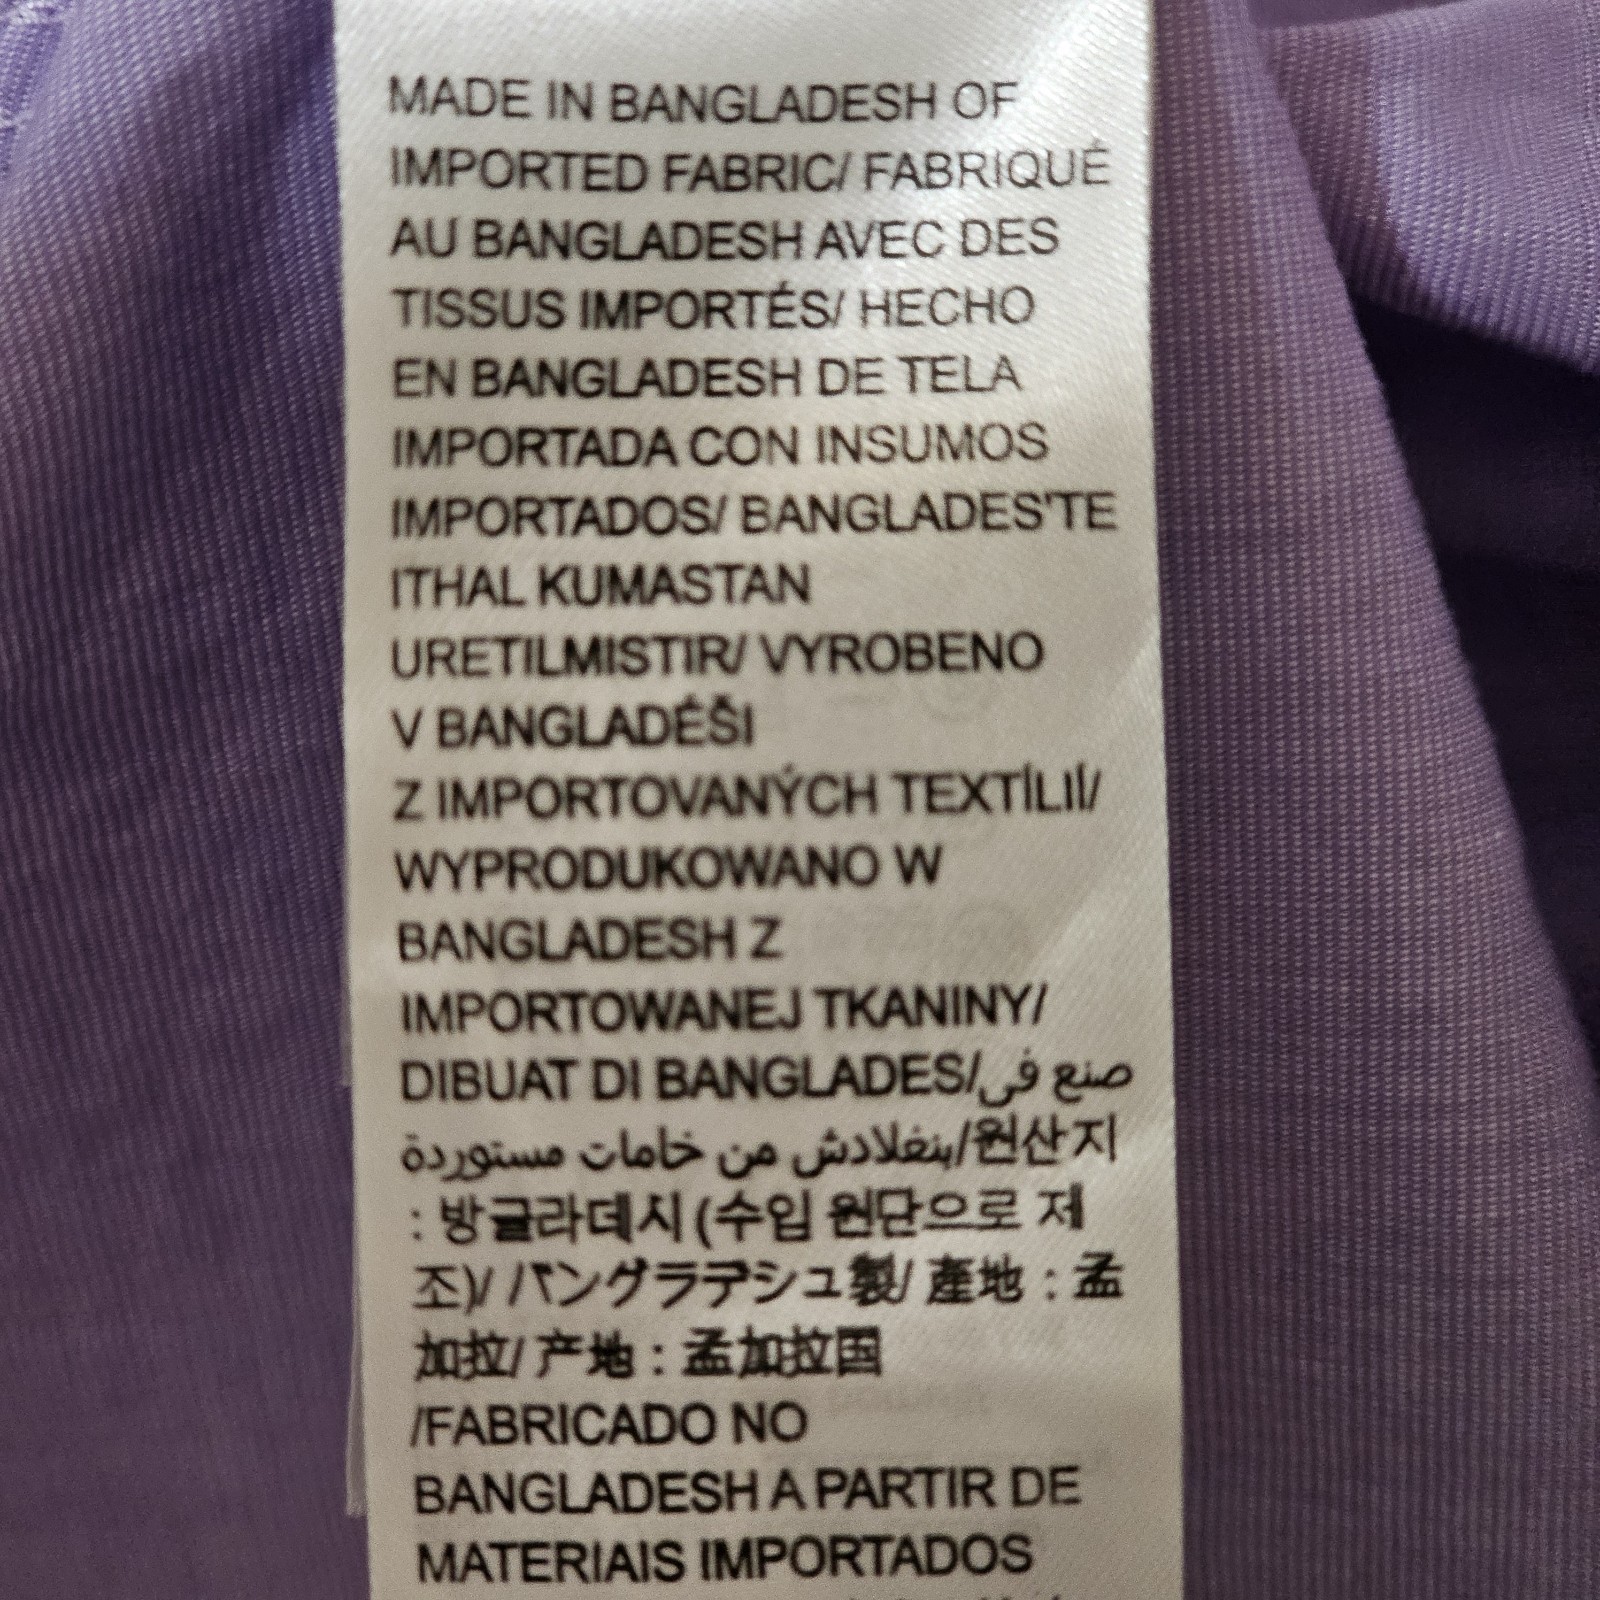 MADE IN BANGLADESH OF
IMPORTED FABRIC/ FABRIQUÉ
AU BANGLADESH AVEC DES
TISSUS IMPORTÉS/ HECHO
EN BANGLADESH DE TELA
IMPORTADA CON INSUMOS
IMPORTADOS/ BANGLADES'TE
ITHAL KUMASTAN
URETILMISTIR/ VYROBENO
V BANGLADÉŠI
Z IMPORTOVANÝCH TEXTÍLIÍ/
WYPRODUKOWANO W
BANGLADESH Z
IMPORTOWANEJ TKANINY/
DIBUAT DI BANGLADES/صنع في
بنغلادش من خامات مستوردة/원산지
: 방글라데시 (수입 원단으로 제
조)/ バングラデシュ製/ 產地 : 孟
加拉/ 产地 : 孟加拉国
/FABRICADO NO
BANGLADESH A PARTIR DE
MATERIAIS IMPORTADOS